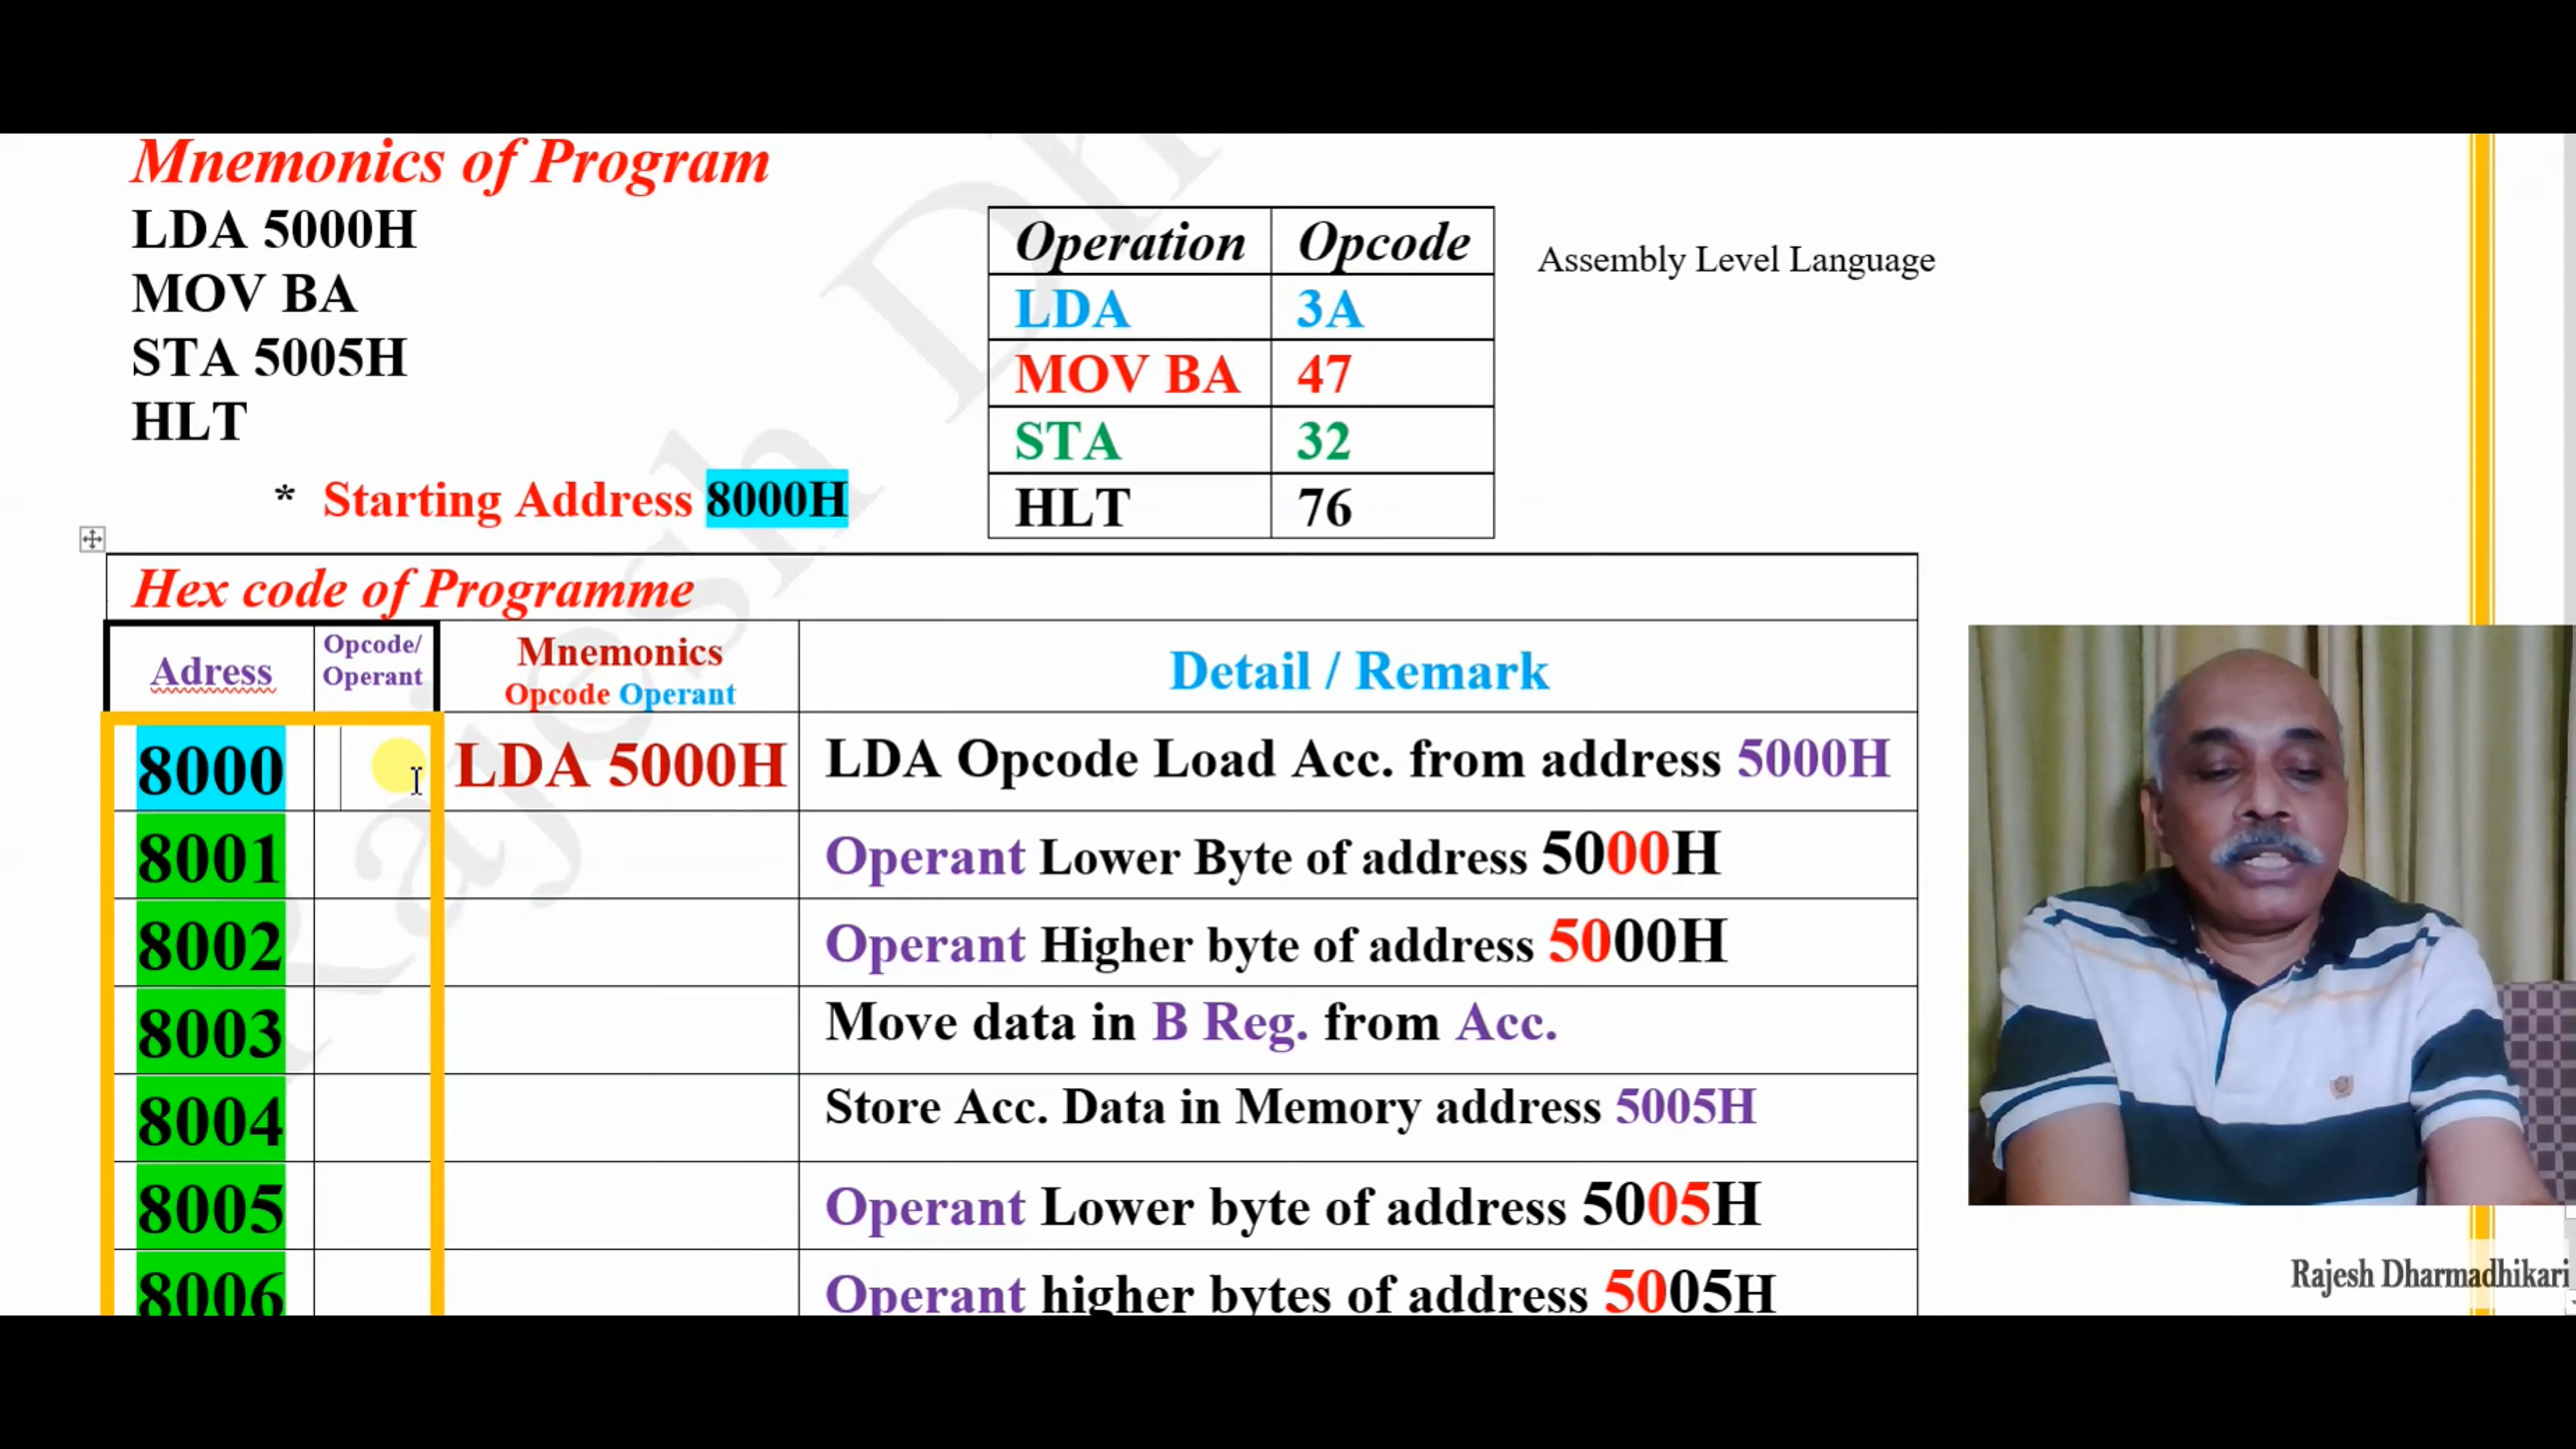 Mnemonics of Program
LDA 5000H
MOV BA
STA 5005H
HLT
* Starting Address 8000H
Operation Opcode
LDA 3A
MOV BA 47
STA 32
HLT 76
Assembly Level Language
Hex code of Programme
Adress Opcode/ Operant Mnemonics Opcode Operant Detail / Remark
8000 LDA 5000H LDA Opcode Load Acc. from address 5000H
8001 Operant Lower Byte of address 5000H
8002 Operant Higher byte of address 5000H
8003 Move data in B Reg. from Acc.
8004 Store Acc. Data in Memory address 5005H
8005 Operant Lower byte of address 5005H
8006 Operant higher bytes of address 5005H
Rajesh Dh
Rajesh Dharmadhikari